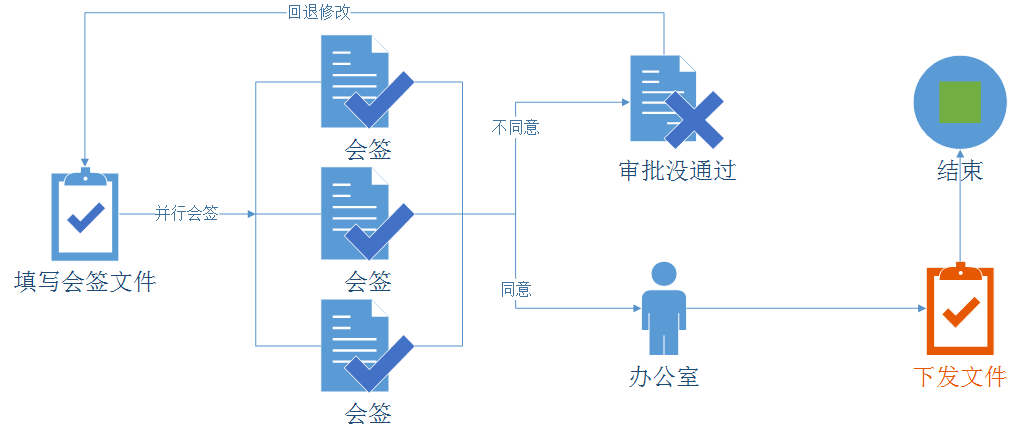 回退修改
会签
不同意
审批没通过
结束
并行会签
填写会签文件
会签
同意
办公室
下发文件
会签